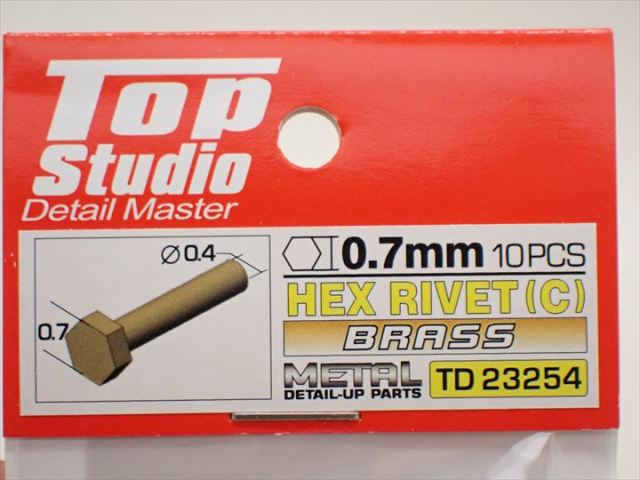 Top
Studio
Detail Master
Ø0.4
0.7
0.7mm 10PCS
HEX RIVET(C)
BRASS
METAL
DETAIL-UP PARTS
TD 23254